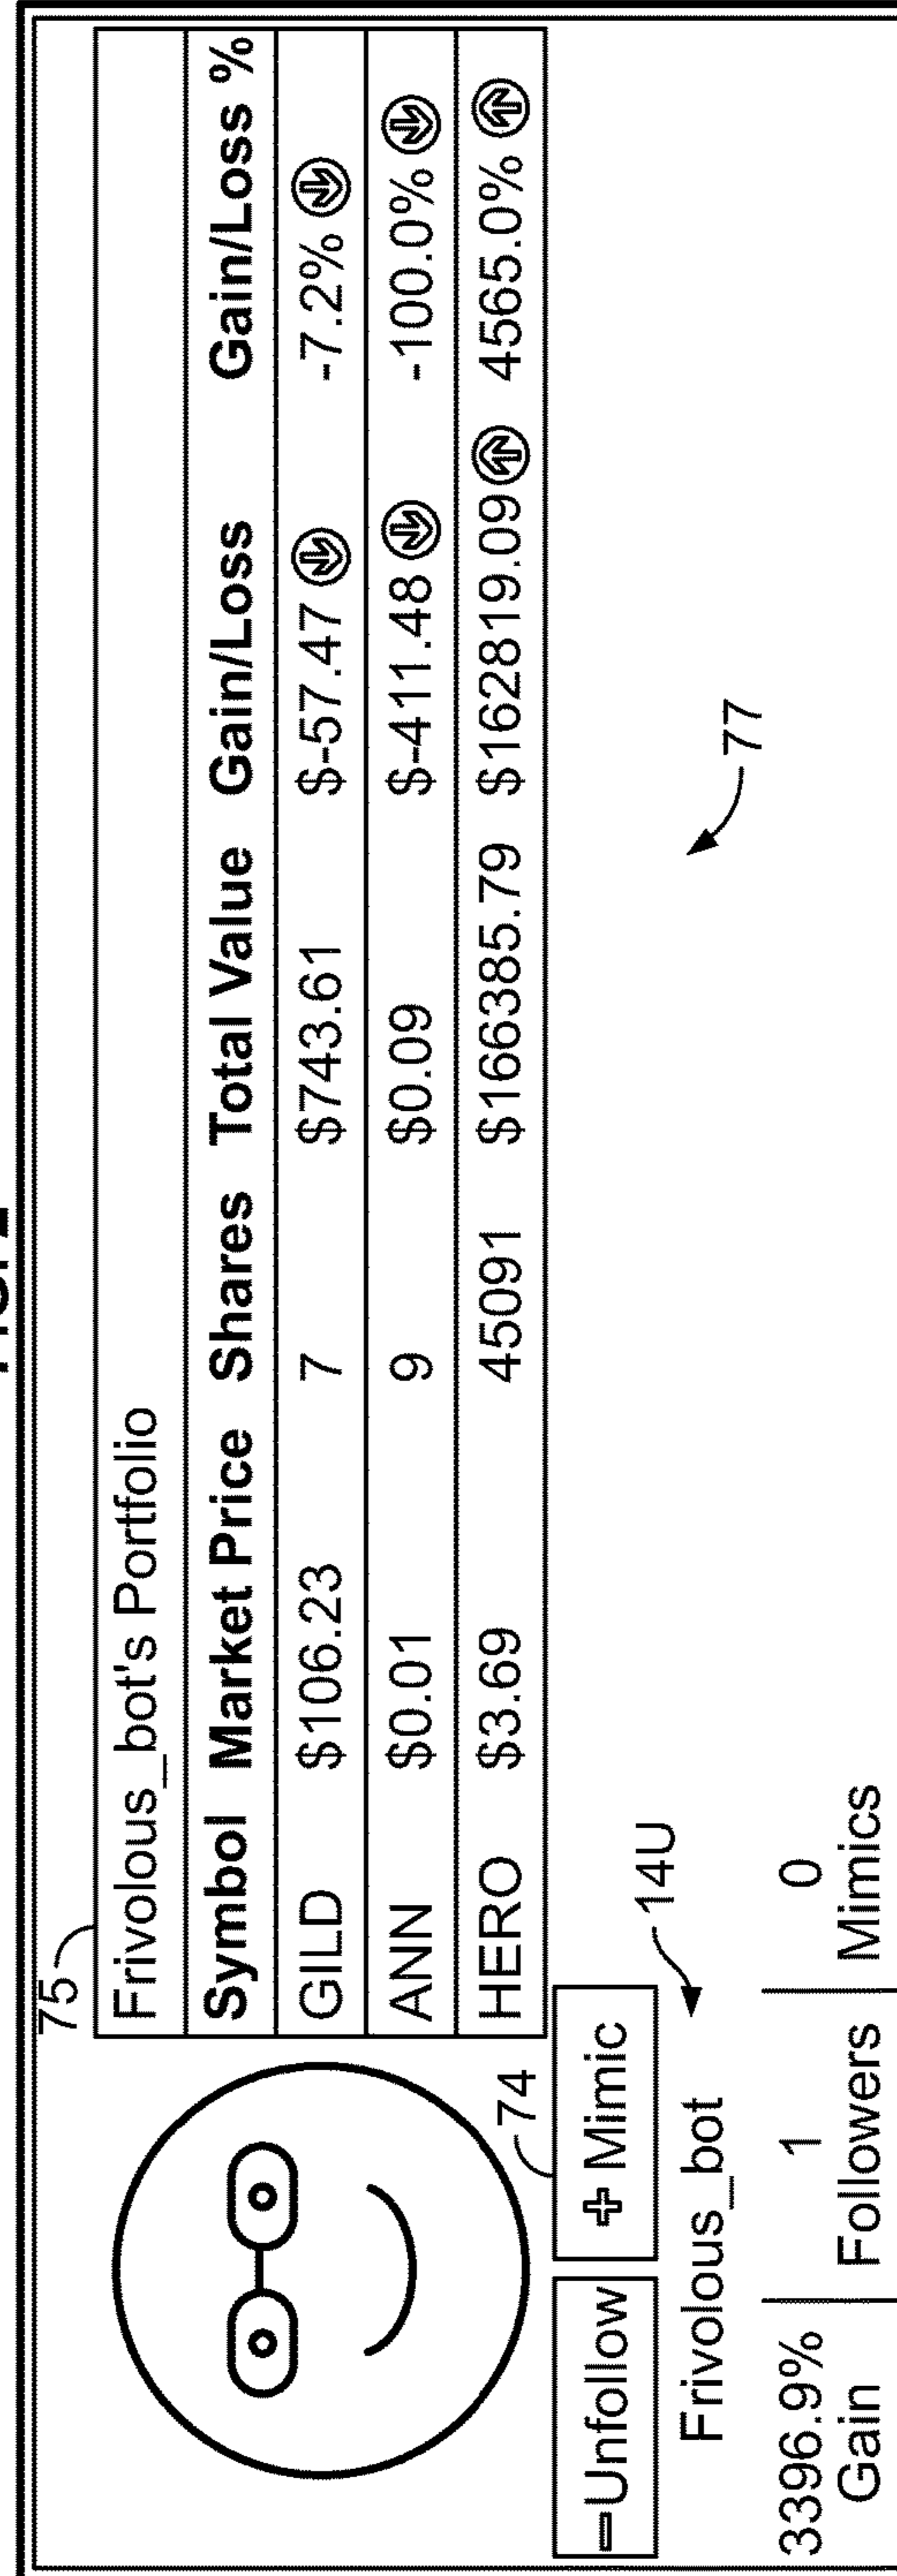 75
Frivolous_bot's Portfolio
Symbol Market Price Shares Total Value Gain/Loss Gain/Loss %
GILD $106.23 7 $743.61 $-57.47 -7.2%
ANN $0.01 9 $0.09 $-411.48 -100.0%
HERO $3.69 45091 $166385.79 $162819.09 4565.0%
74
Unfollow + Mimic
14U
Frivolous_bot
77
3396.9% 1 0
Gain Followers Mimics